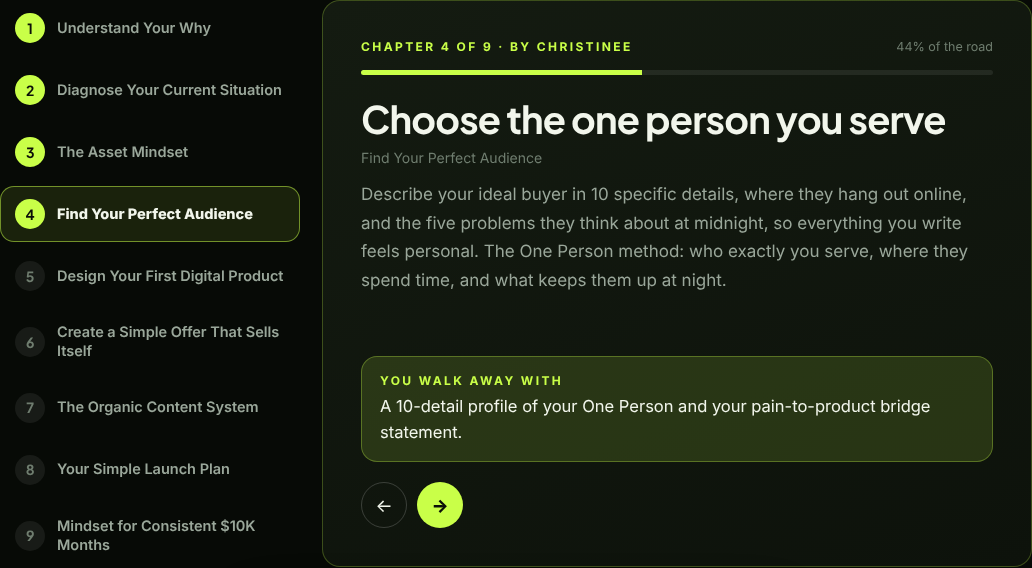 1 Understand Your Why
2 Diagnose Your Current Situation
3 The Asset Mindset
4 Find Your Perfect Audience
5 Design Your First Digital Product
6 Create a Simple Offer That Sells
Itself
7 The Organic Content System
8 Your Simple Launch Plan
9 Mindset for Consistent $10K
Months
CHAPTER 4 OF 9 · BY CHRISTINEE
44% of the road
Choose the one person you serve
Find Your Perfect Audience
Describe your ideal buyer in 10 specific details, where they hang out online,
and the five problems they think about at midnight, so everything you write
feels personal. The One Person method: who exactly you serve, where they
spend time, and what keeps them up at night.
YOU WALK AWAY WITH
A 10-detail profile of your One Person and your pain-to-product bridge
statement.
← →